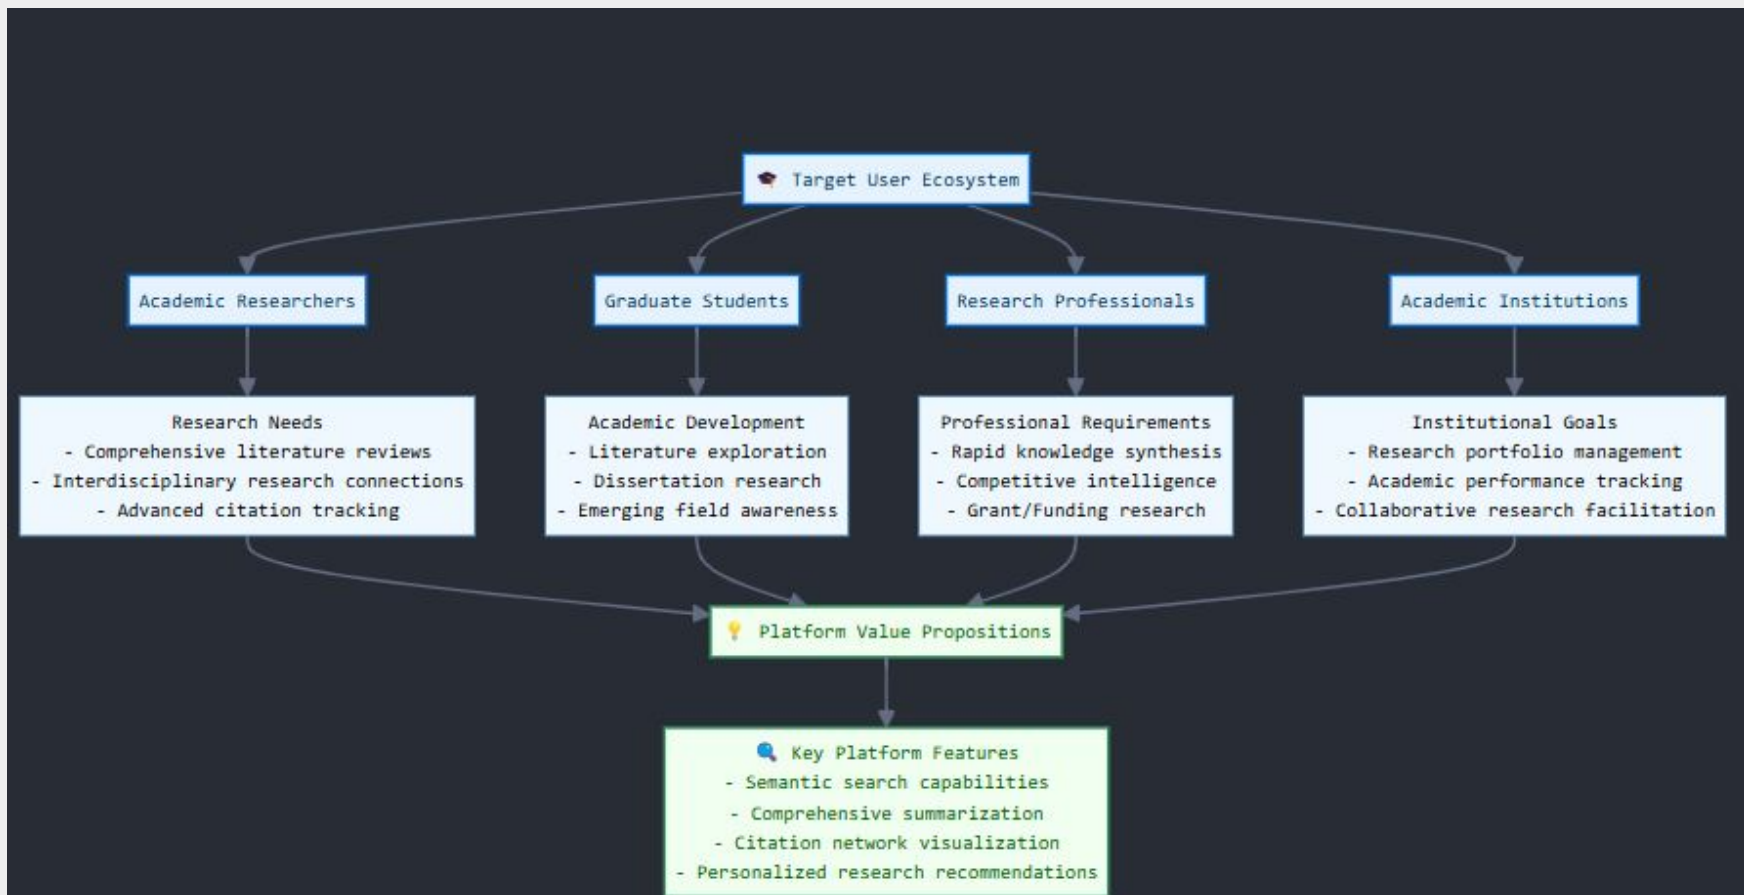 🎓 Target User Ecosystem
Academic Researchers
Graduate Students
Research Professionals
Academic Institutions
Research Needs
- Comprehensive literature reviews
- Interdisciplinary research connections
- Advanced citation tracking
Academic Development
- Literature exploration
- Dissertation research
- Emerging field awareness
Professional Requirements
- Rapid knowledge synthesis
- Competitive intelligence
- Grant/Funding research
Institutional Goals
- Research portfolio management
- Academic performance tracking
- Collaborative research facilitation
💡 Platform Value Propositions
🔍 Key Platform Features
- Semantic search capabilities
- Comprehensive summarization
- Citation network visualization
- Personalized research recommendations